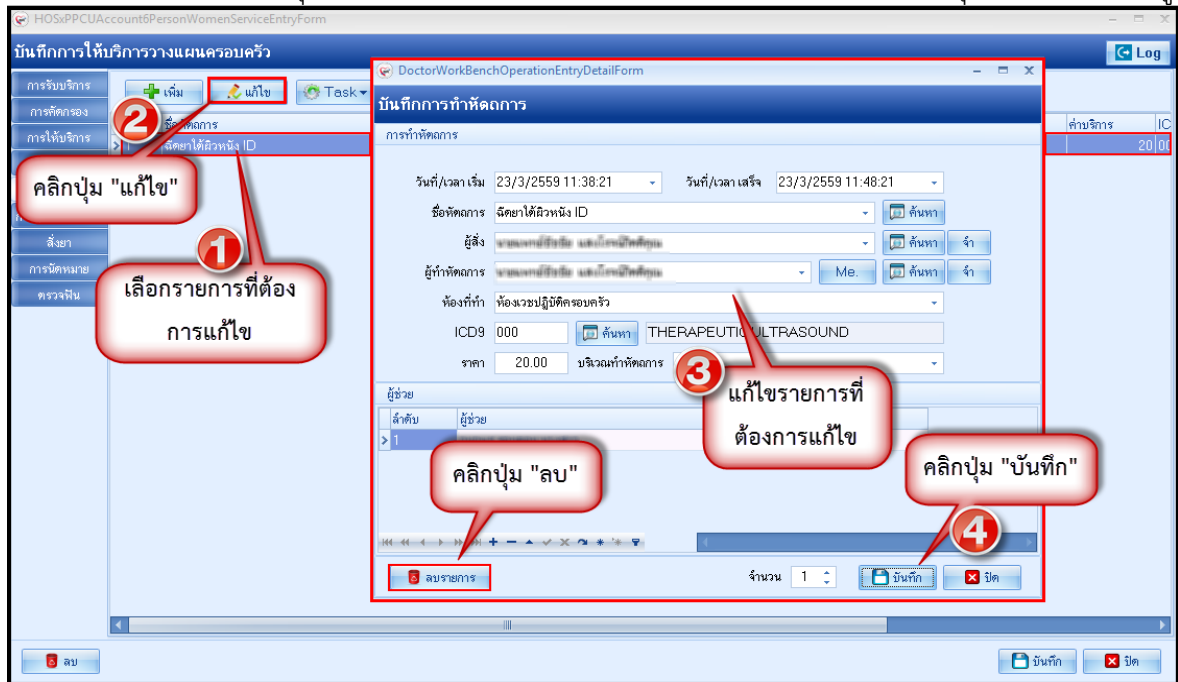 HOSxPPCUAccount6PersonWomenServiceEntryForm
บันทึกการให้บริการวางแผนครอบครัว
Log
การรับบริการ
การคัดกรอง
การให้บริการ
สั่งยา
การนัดหมาย
ตรวจฟัน
เพิ่ม
แก้ไข
Task
ชื่อหัตถการ
ค่าบริการ
IC
1
ฉีดยาใต้ผิวหนัง ID
20
00
2
คลิกปุ่ม "แก้ไข"
1
เลือกรายการที่ต้อง
การแก้ไข
DoctorWorkBenchOperationEntryDetailForm
บันทึกการทำหัตถการ
การทำหัตถการ
วันที่/เวลา เริ่ม 23/3/2559 11:38:21 วันที่/เวลา เสร็จ 23/3/2559 11:48:21
ชื่อหัตถการ ฉีดยาใต้ผิวหนัง ID ค้นหา
ผู้สั่ง ค้นหา จำ
ผู้ทำหัตถการ Me. ค้นหา จำ
ห้องที่ทำ ห้องเวชปฏิบัติครอบครัว
ICD9 000 ค้นหา THERAPEUTIC ULTRASOUND
ราคา 20.00 บริเวณทำหัตถการ
3
แก้ไขรายการที่
ต้องการแก้ไข
ผู้ช่วย
ลำดับ ผู้ช่วย
1
คลิกปุ่ม "ลบ"
คลิกปุ่ม "บันทึก"
4
ลบรายการ
จำนวน 1 บันทึก ปิด
ลบ
บันทึก ปิด